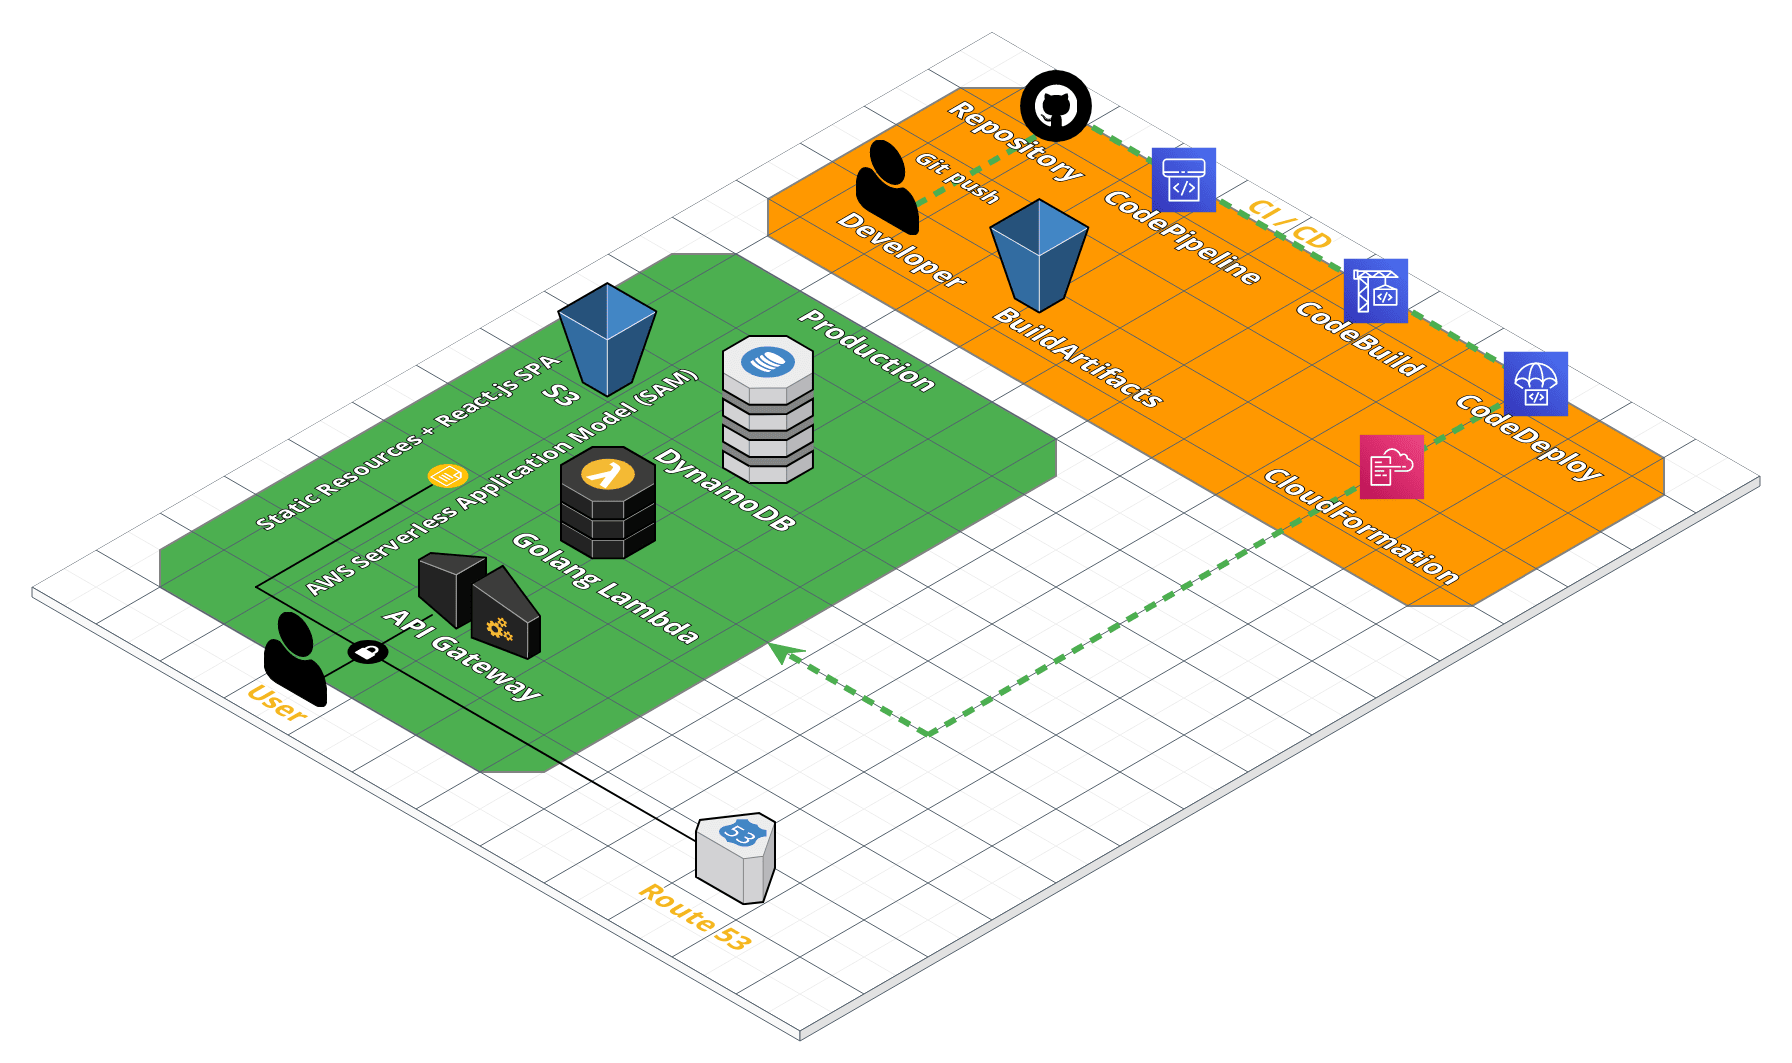 Repository
Git push
Developer
CodePipeline
CI / CD
BuildArtifacts
CodeBuild
CodeDeploy
CloudFormation
Production
Static Resources + React.js SPA
S3
AWS Serverless Application Model (SAM)
DynamoDB
Golang Lambda
API Gateway
User
53
Route 53